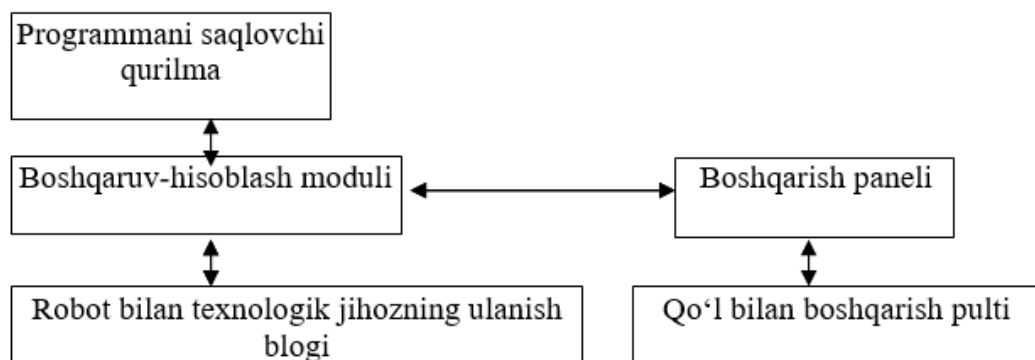 Programmani saqlovchi
qurilma
Boshqaruv-hisoblash moduli
Boshqarish paneli
Robot bilan texnologik jihozning ulanish
blogi
Qo‘l bilan boshqarish pulti